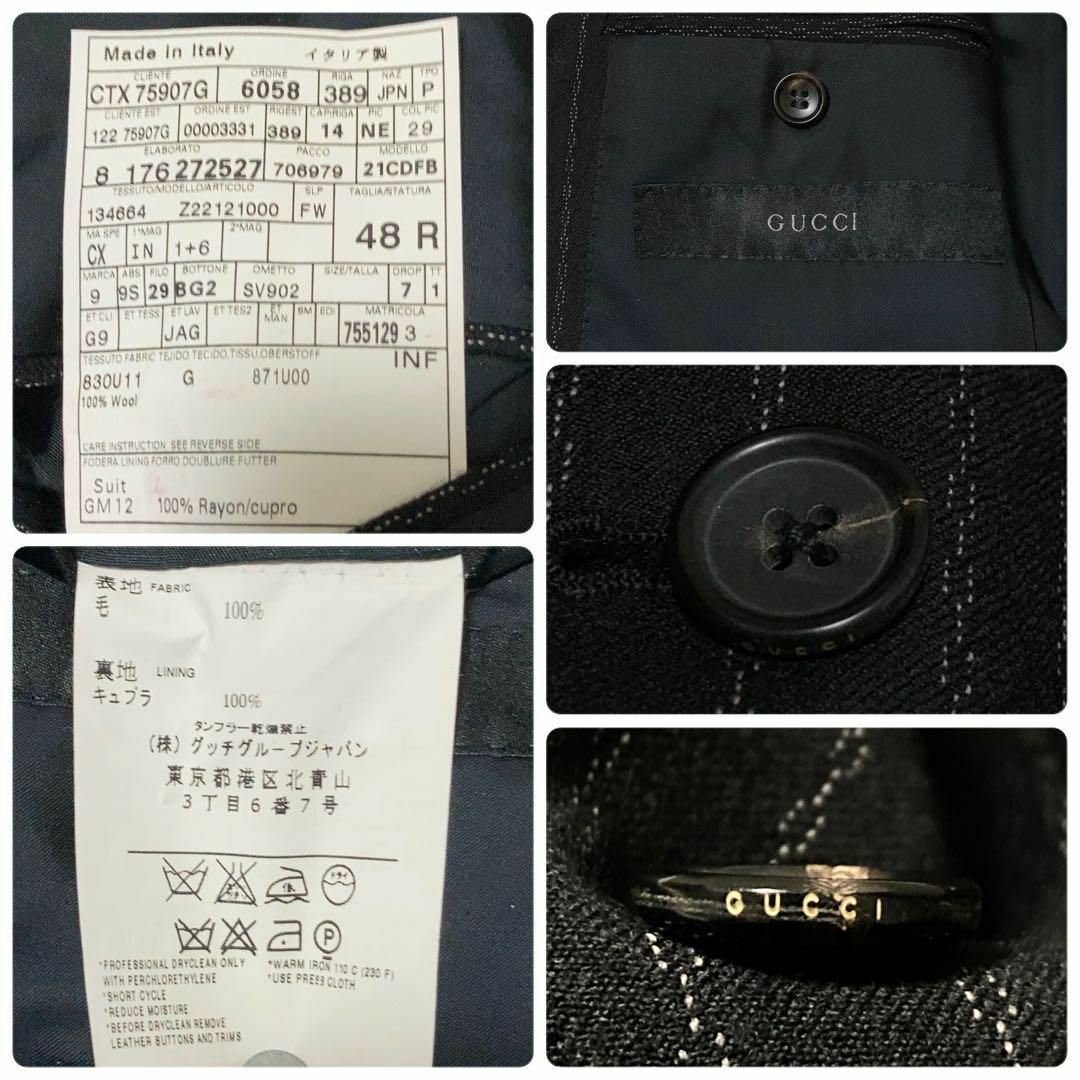 Made in Italy イタリア製
CLIENTE ORDINE RIGA NAZ TPO
CTX 75907G 6058 389 JPN P
CLIENTE EST ORDINE EST RIGEST CAPIRIGA PIC COL PIC
122 75907G 00003331 389 14 NE 29
ELABORATO PACCO MODELLO
8 176 272527 706979 21CDFB
TESSUTO/MODELLO/ARTICOLO SLP TAGLIA/STATURA
134664 Z22121000 FW 48 R
MA SPE 1°MAG 2°MAG
CX IN 1+6
MARCA ABS FILO BOTTONE OMETTO SIZE/TALLA DROP TT
9 9S 29 BG2 SV902 7 1
ET CLI ET TESS ET LAV ET TES2 ET MAN BM EDI MATRICOLA
G9 JAG 755129 3
TESSUTO FABRIC TEJIDO TECIDO TISSU OBERSTOFF INF
830U11 G 871U00
100% Wool
CARE INSTRUCTION SEE REVERSE SIDE
FODERA LINING FORRO DOUBLURE FUTTER
Suit
GM12 100% Rayon/cupro
GUCCI
GUCCI
表地 FABRIC
毛 100%
裏地 LINING
キュプラ 100%
タンブラー乾燥禁止
(株)グッチグループジャパン
東京都港区北青山
3丁目6番7号
ドライ
P
*PROFESSIONAL DRYCLEAN ONLY
WITH PERCHLORETHYLENE
*SHORT CYCLE
*REDUCE MOISTURE
*BEFORE DRYCLEAN REMOVE
LEATHER BUTTONS AND TRIMS
*WARM IRON 110 C (230 F)
*USE PRESS CLOTH
GUCCI